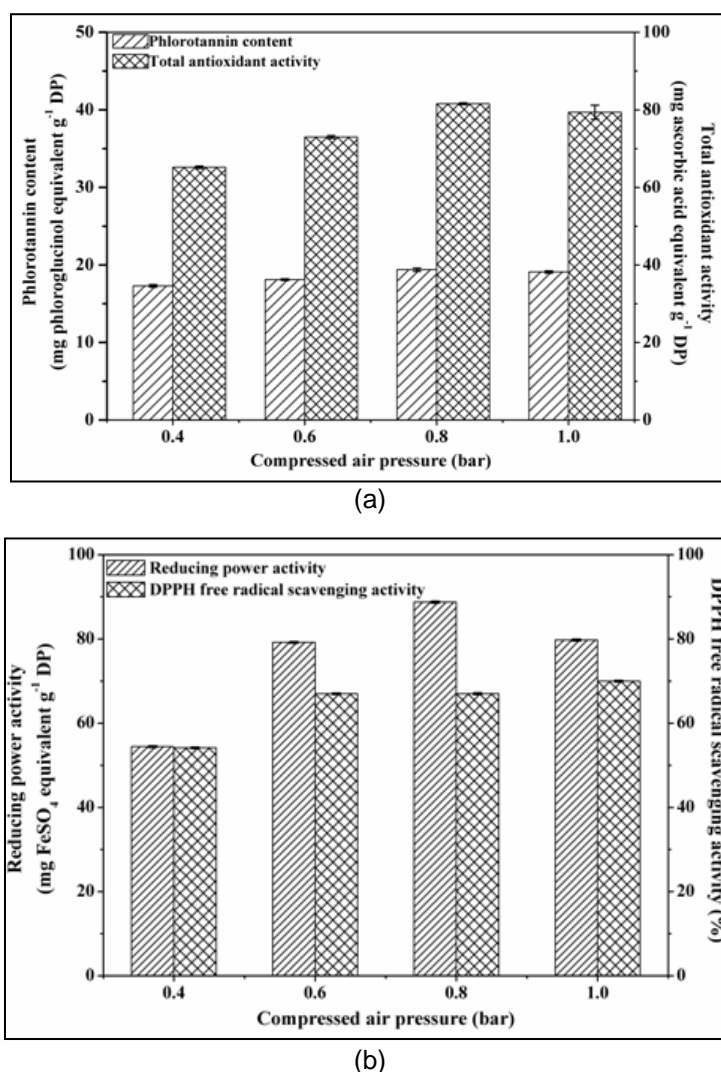 Phlorotannin content
Total antioxidant activity
Phlorotannin content
(mg phloroglucinol equivalent g⁻¹ DP)
50
40
30
20
10
0
100
80
60
40
20
0
Total antioxidant activity
(mg ascorbic acid equivalent g⁻¹ DP)
0.4 0.6 0.8 1.0
Compressed air pressure (bar)
(a)
Reducing power activity
DPPH free radical scavenging activity
Reducing power activity
(mg FeSO₄ equivalent g⁻¹ DP)
100
80
60
40
20
0
100
80
60
40
20
0
DPPH free radical scavenging
activity (%)
0.4 0.6 0.8 1.0
Compressed air pressure (bar)
(b)